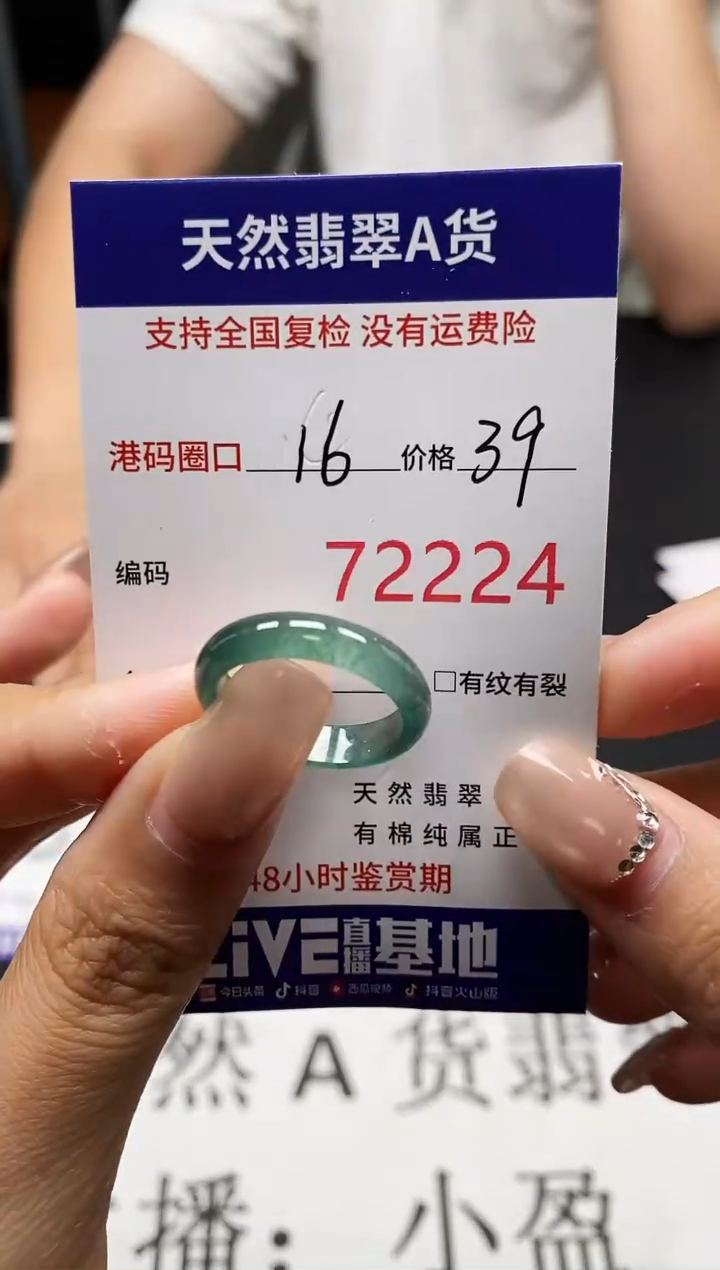 天然翡翠A货
支持全国复检 没有运费险
港码圈口 16 价格 39
编码 72224
□有纹有裂
天然翡翠
有棉纯属正
48小时鉴赏期
LiVE直播基地
今日头条 抖音 西瓜视频 抖音火山版
然A货翡
播：小盈